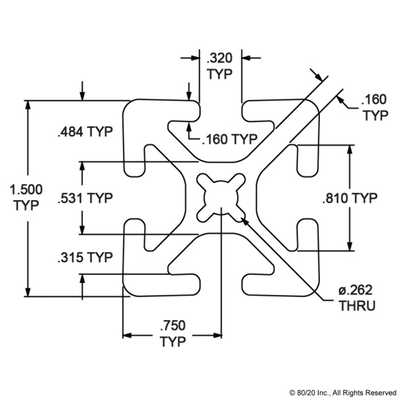 .320
TYP
.160
TYP
.484 TYP
.160 TYP
1.500
TYP
.531 TYP
.810 TYP
.315 TYP
ø.262
THRU
.750
TYP
© 80/20 Inc., All Rights Reserved